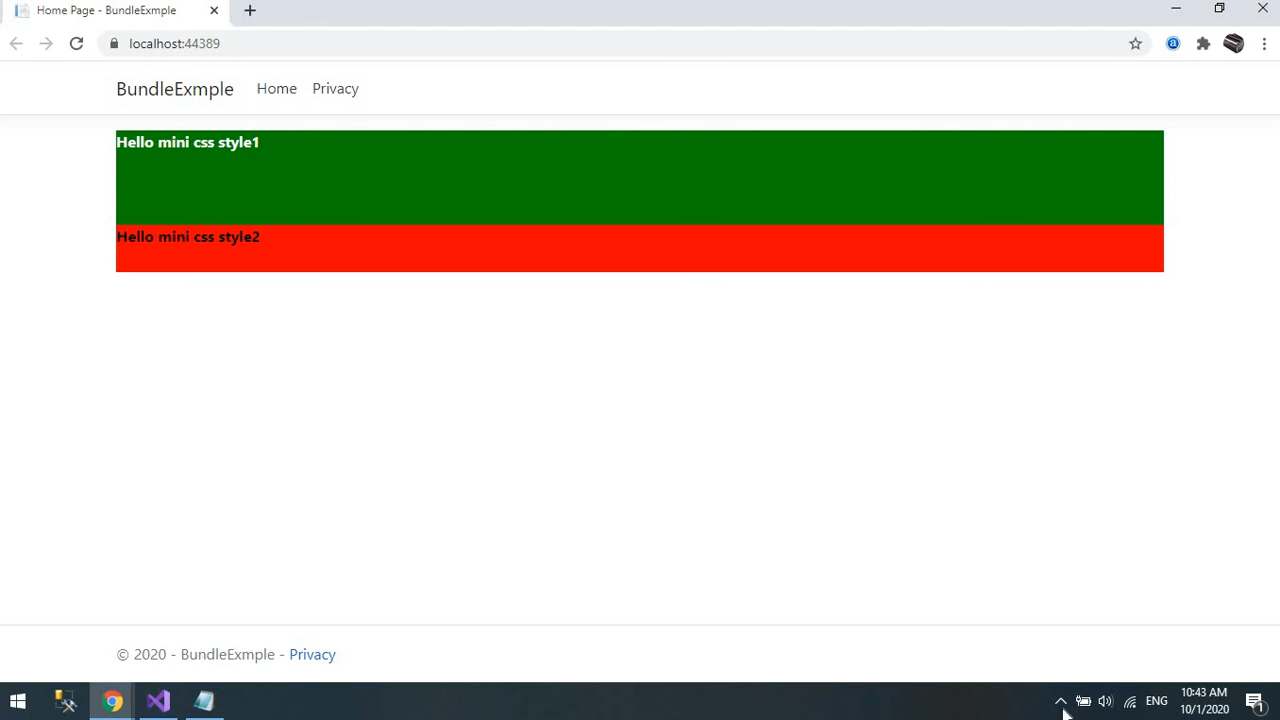 Home Page - BundleExmple
localhost:44389
BundleExmple Home Privacy
Hello mini css style1
Hello mini css style2
© 2020 - BundleExmple - Privacy
ENG
10:43 AM
10/1/2020
1